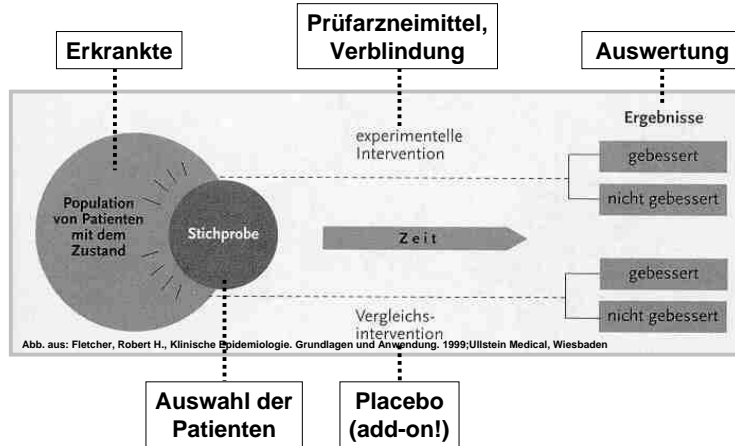 Erkrankte
Prüfarzneimittel,
Verblindung
Auswertung
Ergebnisse
experimentelle
Intervention
gebessert
nicht gebessert
Population
von Patienten
mit dem
Zustand
Stichprobe
Zeit
gebessert
nicht gebessert
Vergleichs-
intervention
Abb. aus: Fletcher, Robert H., Klinische Epidemiologie. Grundlagen und Anwendung. 1999;Ullstein Medical, Wiesbaden
Auswahl der
Patienten
Placebo
(add-on!)